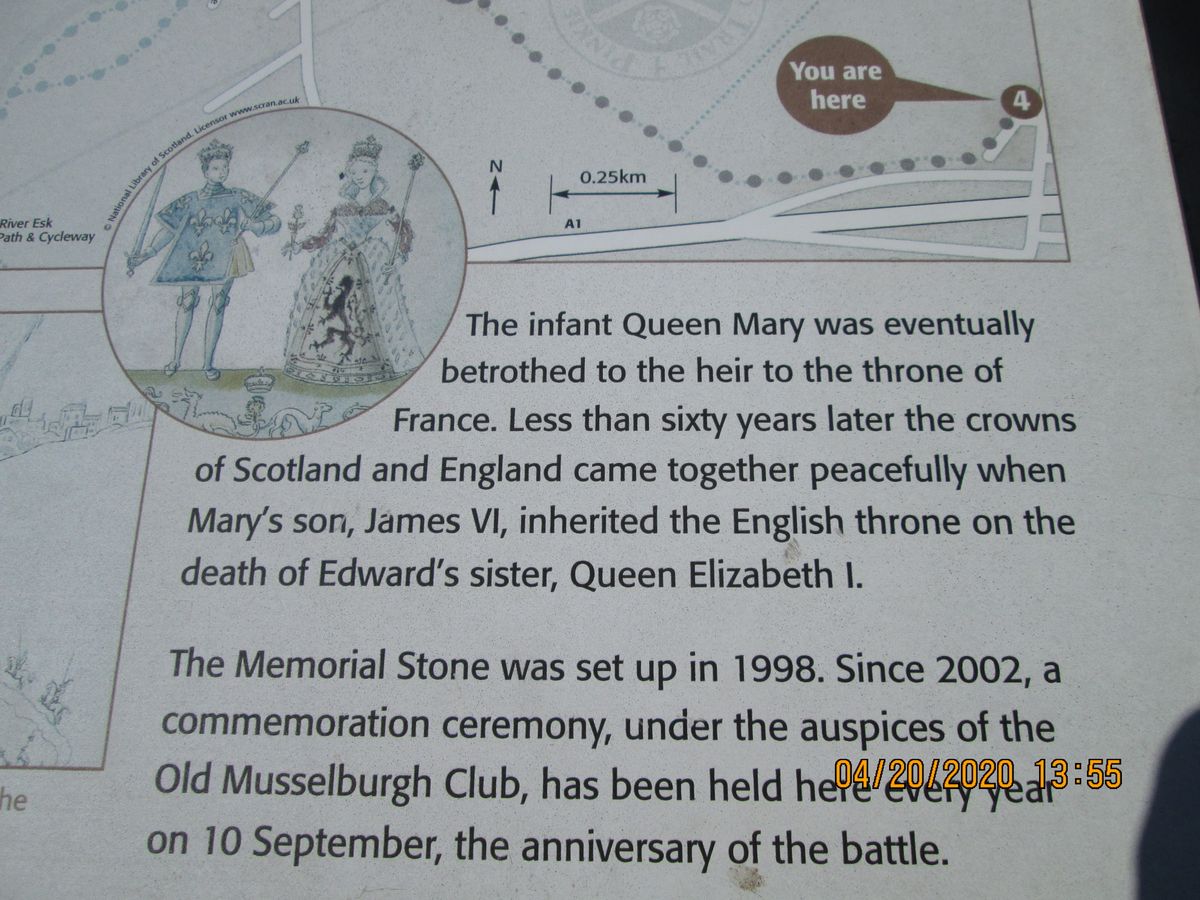 TRAIL
PINKIE
You are
here
4
© National Library of Scotland. Licensor www.scran.ac.uk
N
0.25km
A1
River Esk
Path & Cycleway
The infant Queen Mary was eventually
betrothed to the heir to the throne of
France. Less than sixty years later the crowns
of Scotland and England came together peacefully when
Mary's son, James VI, inherited the English throne on the
death of Edward's sister, Queen Elizabeth I.
The Memorial Stone was set up in 1998. Since 2002, a
commemoration ceremony, under the auspices of the
Old Musselburgh Club, has been held here every year
on 10 September, the anniversary of the battle.
he
04/20/2020 13:55